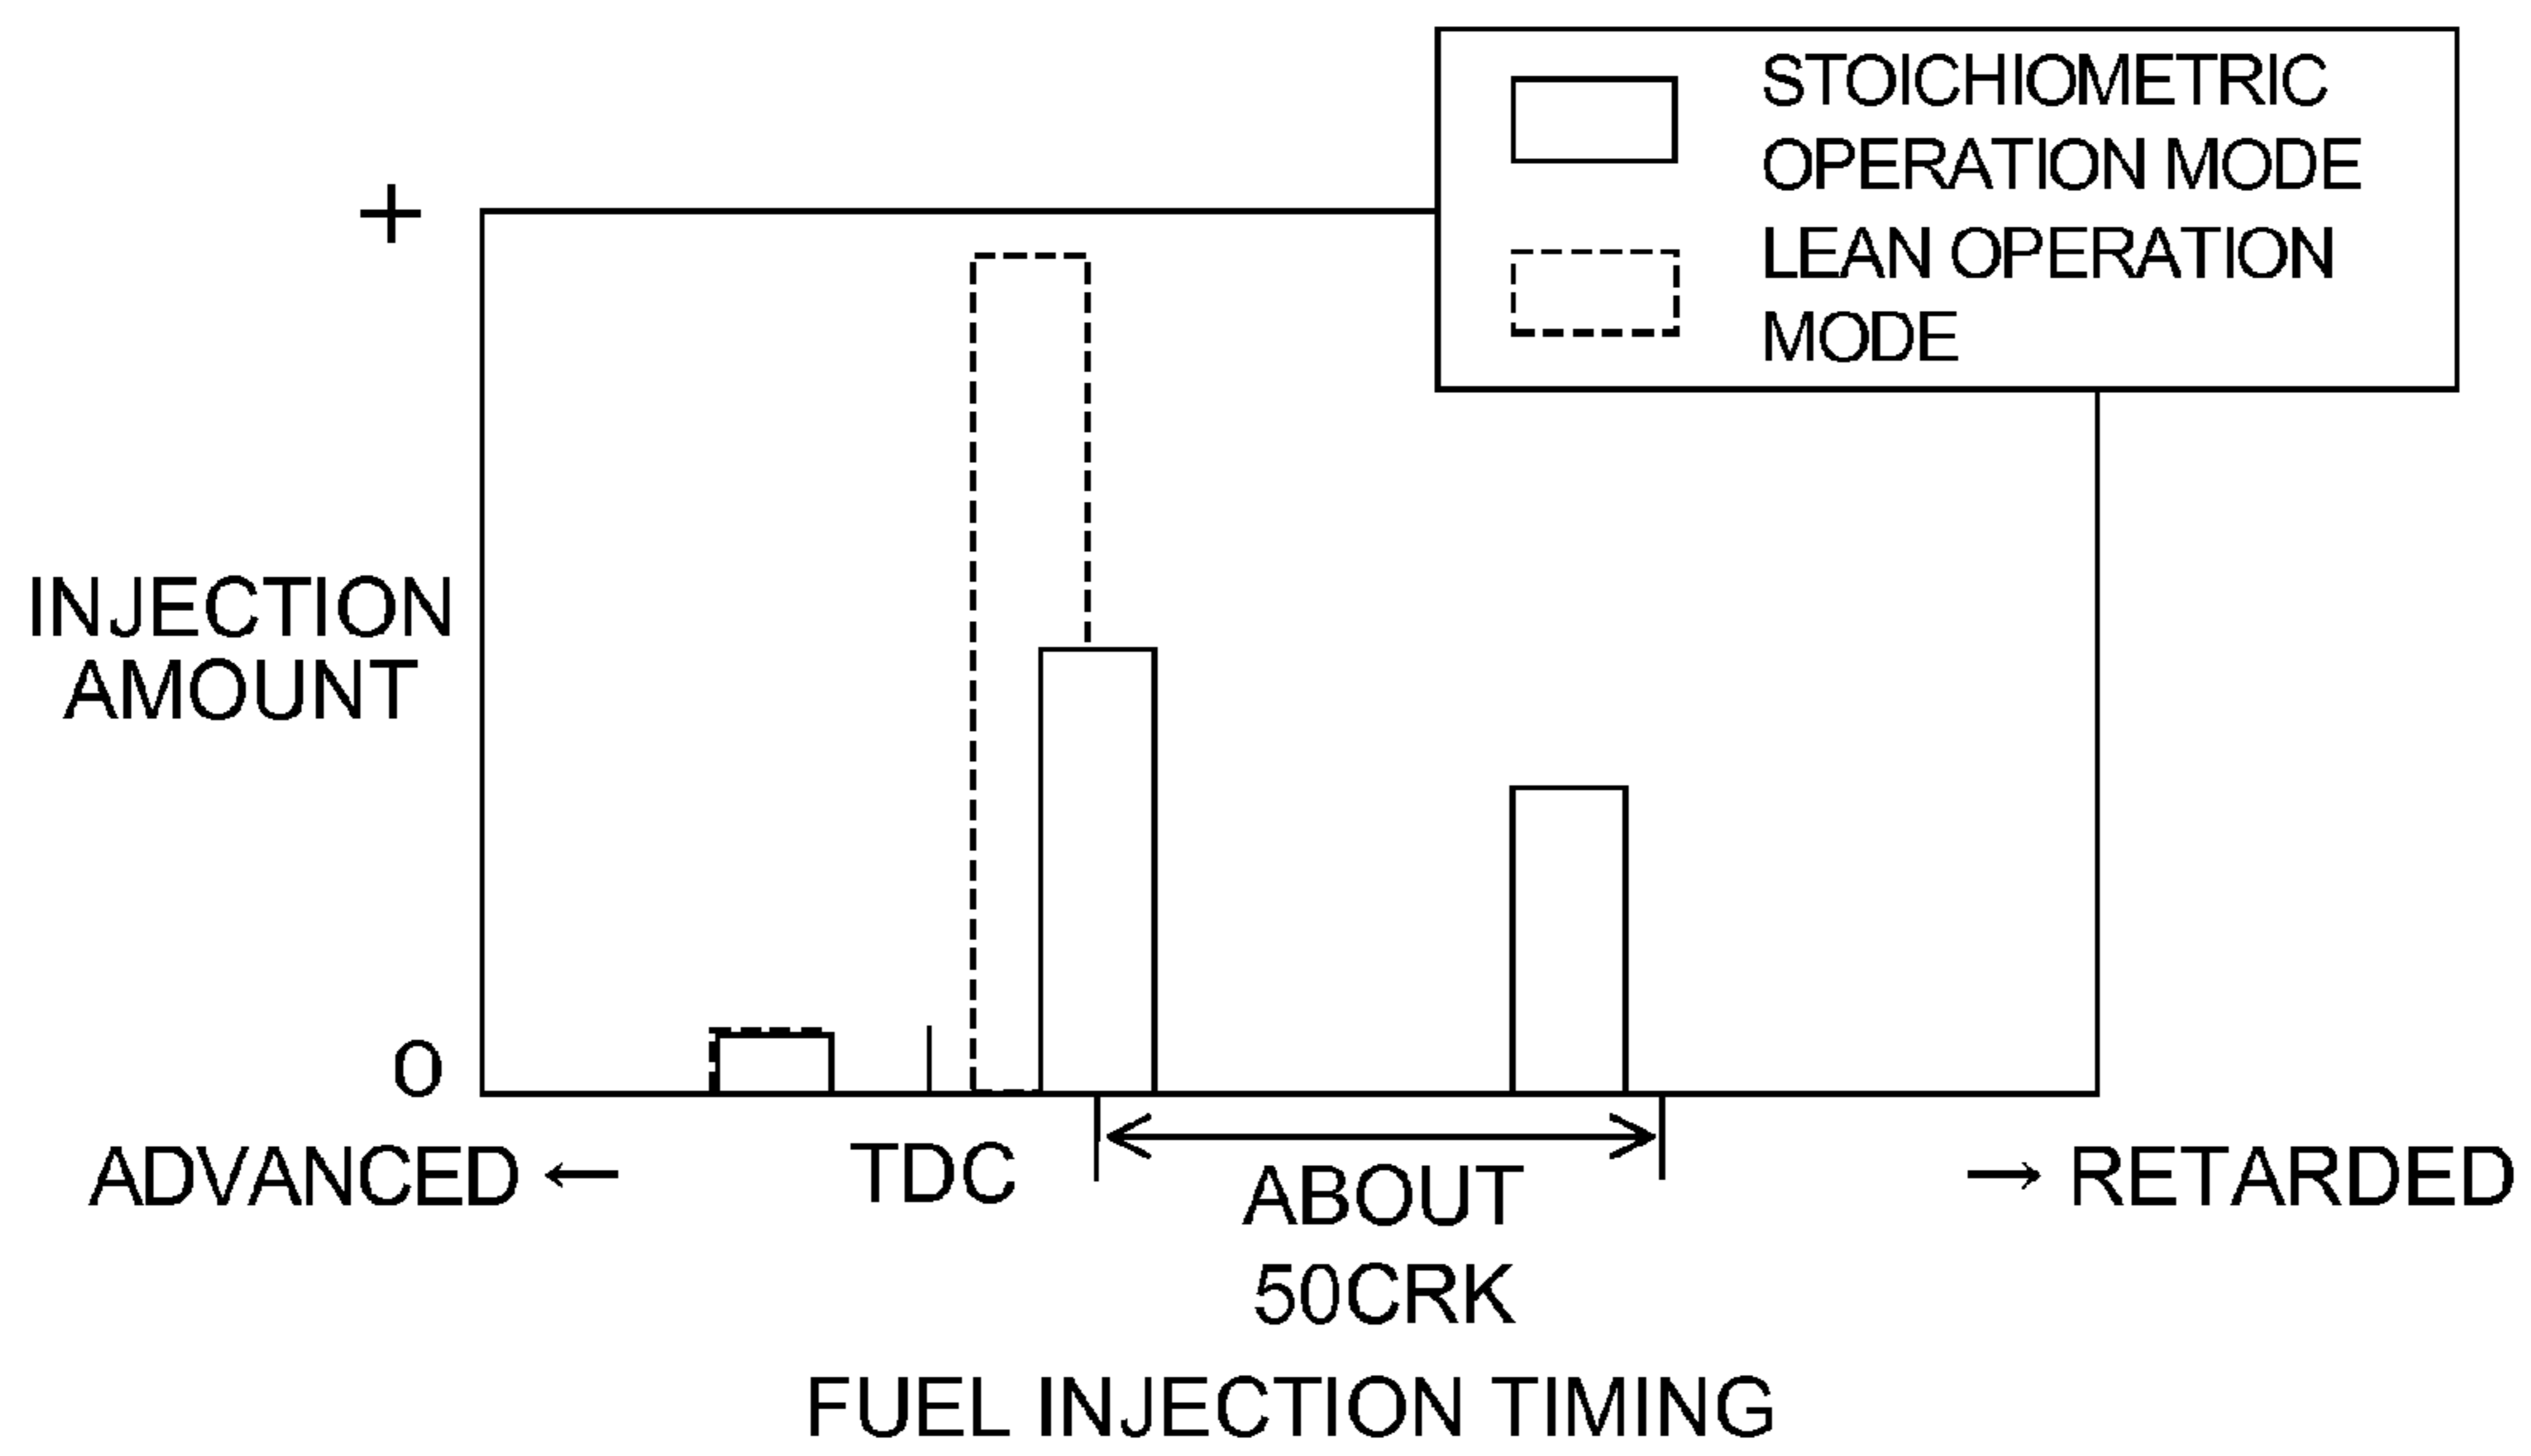 STOICHIOMETRIC
OPERATION MODE
LEAN OPERATION
MODE
+
INJECTION
AMOUNT
0
ADVANCED ←
TDC
→ RETARDED
ABOUT
50CRK
FUEL INJECTION TIMING